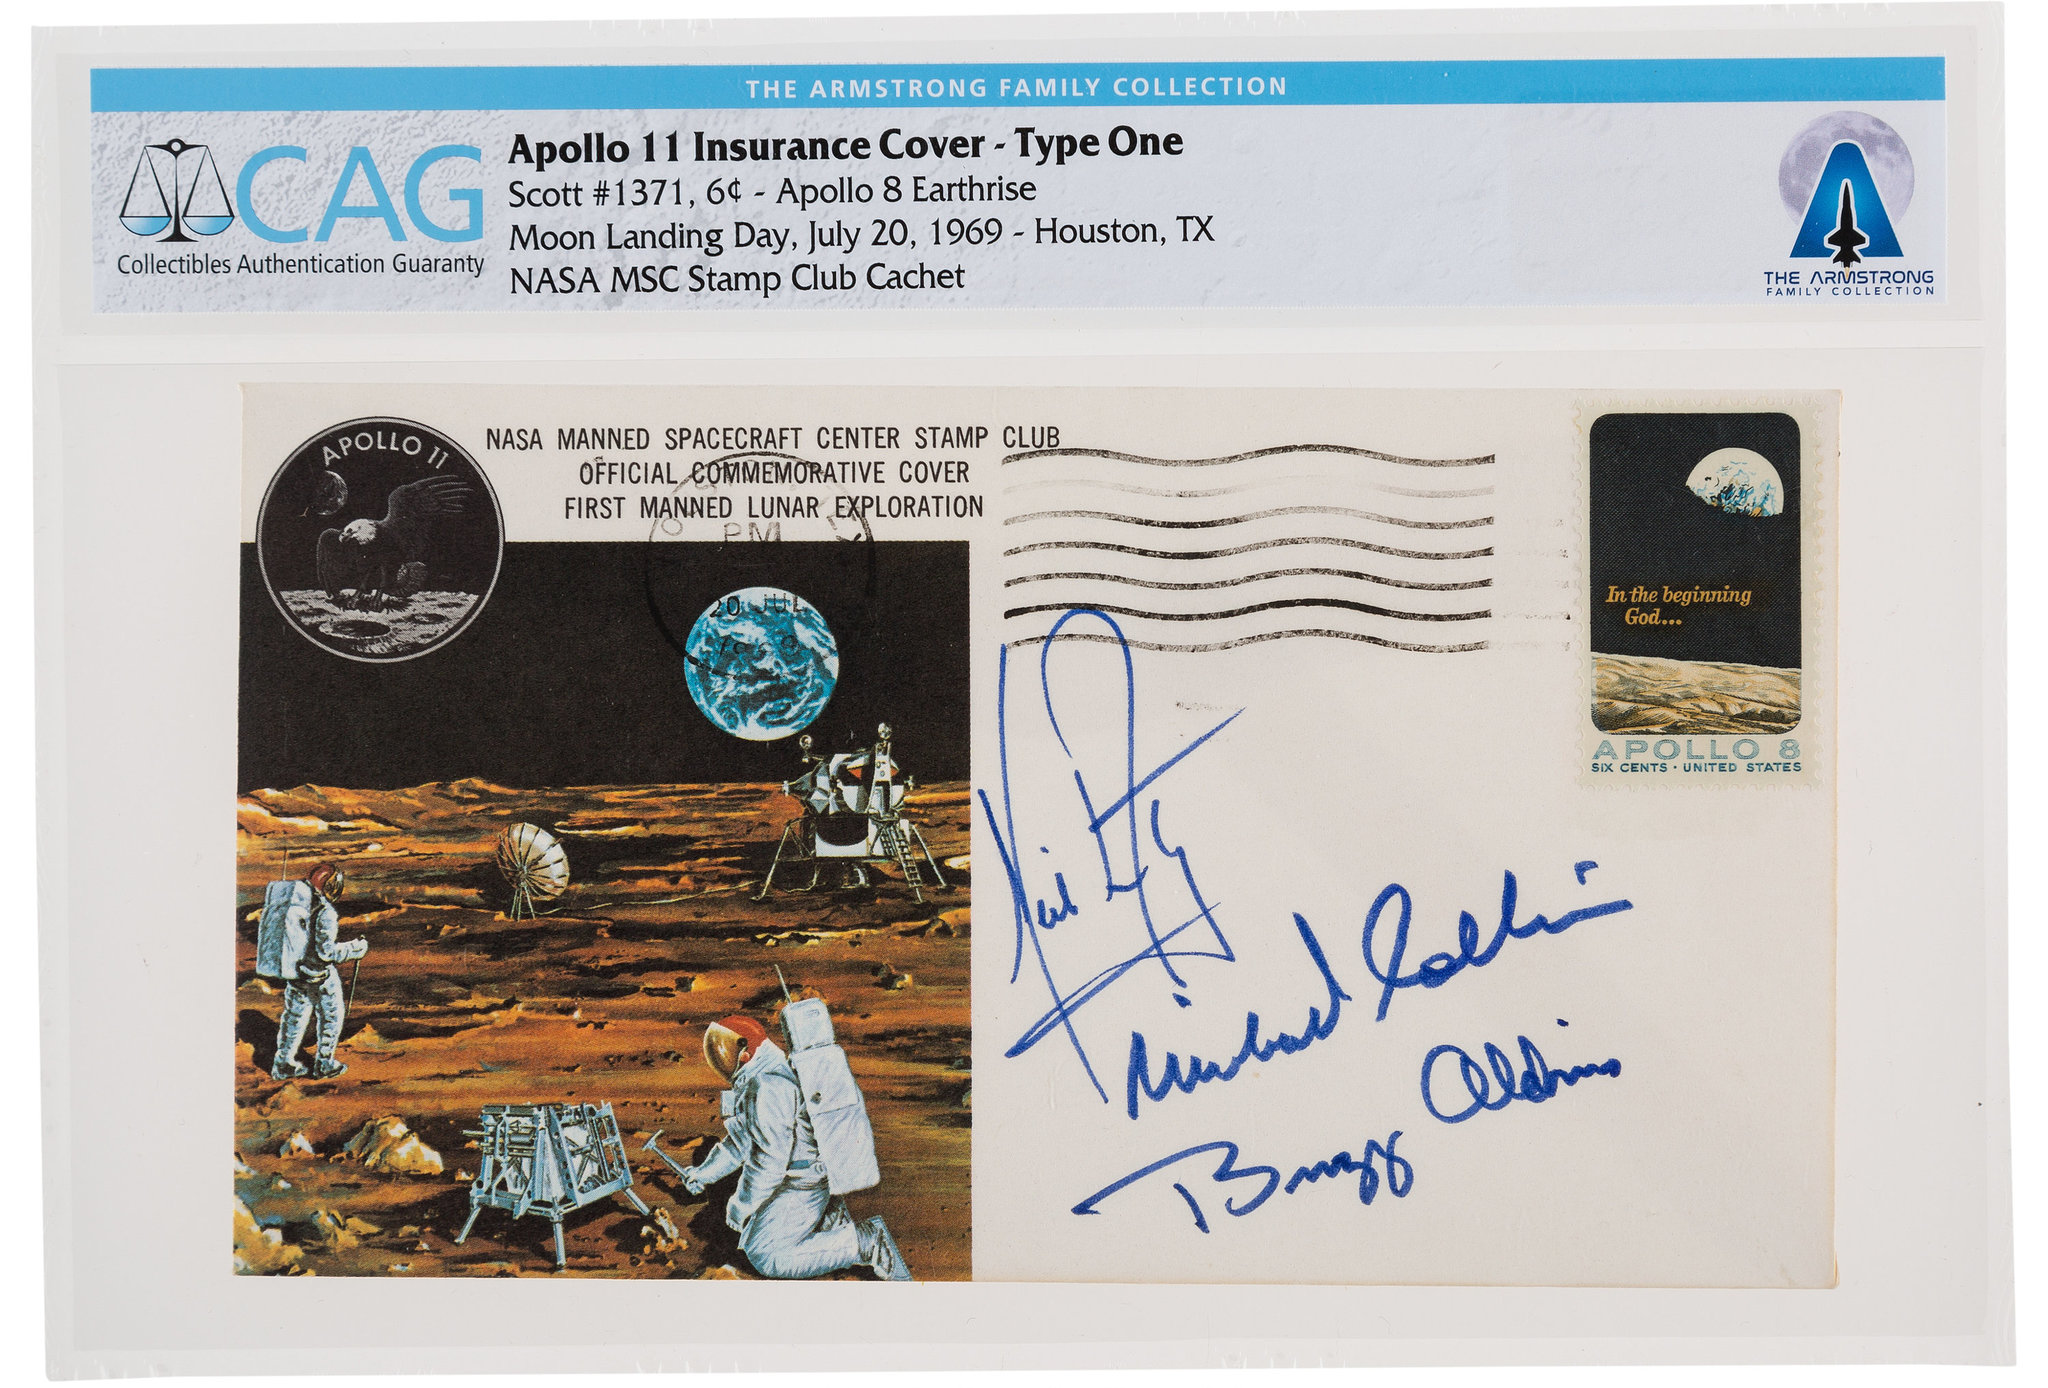 THE ARMSTRONG FAMILY COLLECTION
CAG
Collectibles Authentication Guaranty
Apollo 11 Insurance Cover - Type One
Scott #1371, 6¢ - Apollo 8 Earthrise
Moon Landing Day, July 20, 1969 - Houston, TX
NASA MSC Stamp Club Cachet
THE ARMSTRONG
FAMILY COLLECTION
APOLLO 11
NASA MANNED SPACECRAFT CENTER STAMP CLUB
OFFICIAL COMMEMORATIVE COVER
FIRST MANNED LUNAR EXPLORATION
PM
20 JUL
In the beginning
God...
APOLLO 8
SIX CENTS · UNITED STATES
Neil
Michael Collins
Buzz Aldrin